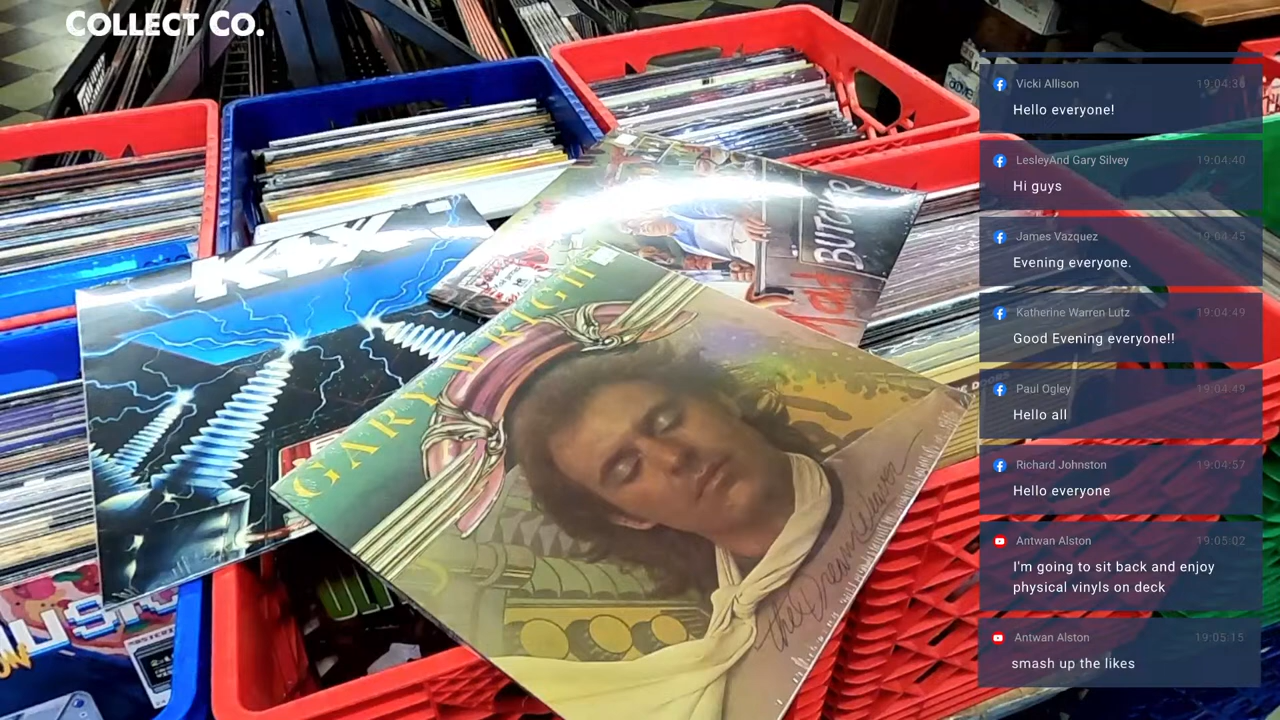 COLLECT CO.
KIX
BUTCHER
GARY WRIGHT
the Dream Weaver
Vicki Allison 19:04:36
Hello everyone!
LesleyAnd Gary Silvey 19:04:40
Hi guys
James Vazquez 19:04:45
Evening everyone.
Katherine Warren Lutz 19:04:49
Good Evening everyone!!
Paul Ogley 19:04:49
Hello all
Richard Johnston 19:04:57
Hello everyone
Antwan Alston 19:05:02
I'm going to sit back and enjoy
physical vinyls on deck
Antwan Alston 19:05:15
smash up the likes